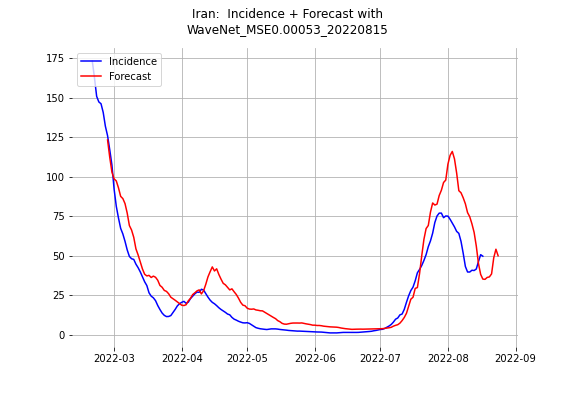 Iran:  Incidence + Forecast with
WaveNet_MSE0.00053_20220815
Incidence
Forecast
175
150
125
100
75
50
25
0
2022-03 2022-04 2022-05 2022-06 2022-07 2022-08 2022-09